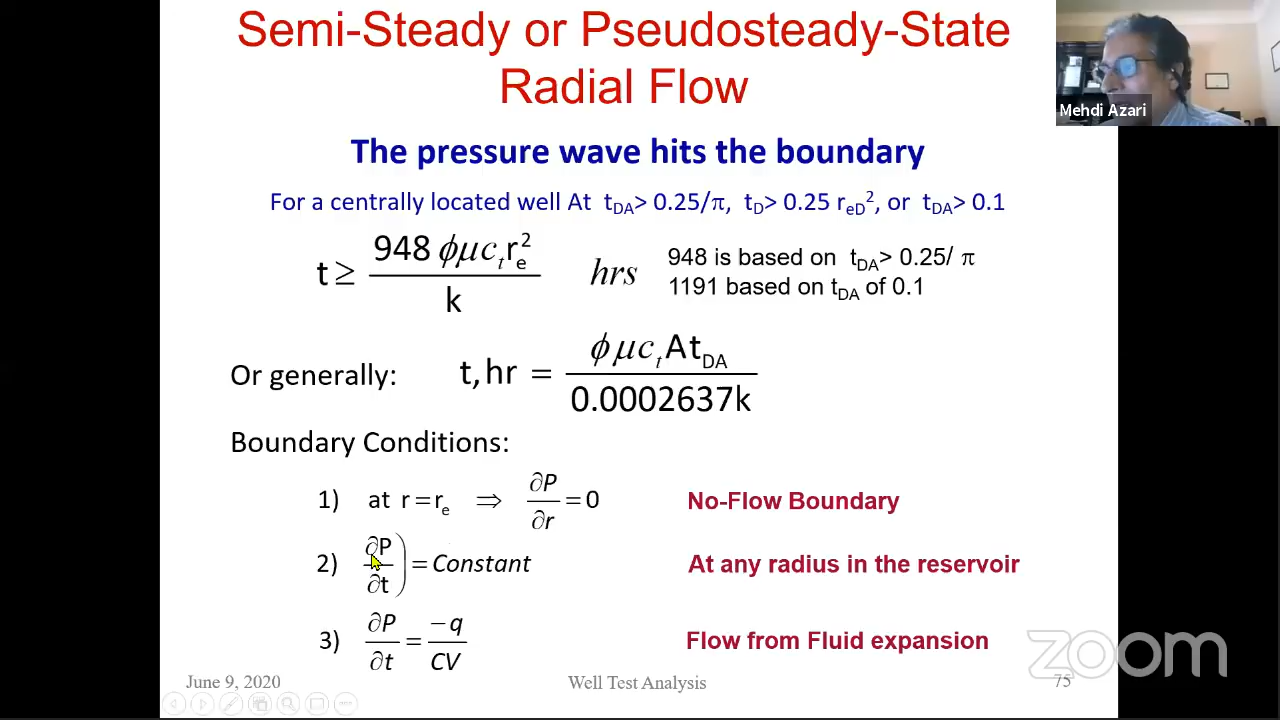 Semi-Steady or Pseudosteady-State
Radial Flow
Mehdi Azari
The pressure wave hits the boundary
For a centrally located well At t_DA > 0.25/π, t_D > 0.25 r_eD², or t_DA > 0.1
t ≥ 948 ϕμc_t r_e² / k hrs
948 is based on t_DA > 0.25/ π
1191 based on t_DA of 0.1
Or generally: t, hr = ϕμc_t A t_DA / 0.0002637k
Boundary Conditions:
1) at r = r_e ⇒ ∂P/∂r = 0 No-Flow Boundary
2) ∂P/∂t) = Constant At any radius in the reservoir
3) ∂P/∂t = −q/CV Flow from Fluid expansion
zoom
June 9, 2020 Well Test Analysis 75